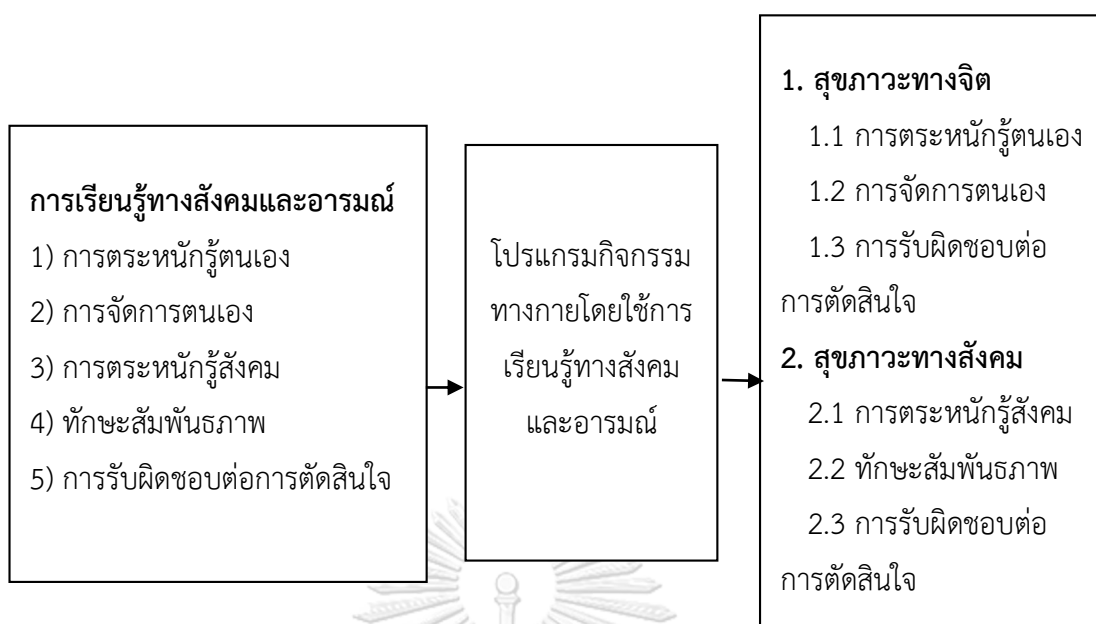 การเรียนรู้ทางสังคมและอารมณ์
1) การตระหนักรู้ตนเอง
2) การจัดการตนเอง
3) การตระหนักรู้สังคม
4) ทักษะสัมพันธภาพ
5) การรับผิดชอบต่อการตัดสินใจ
โปรแกรมกิจกรรม
ทางกายโดยใช้การ
เรียนรู้ทางสังคม
และอารมณ์
1. สุขภาวะทางจิต
1.1 การตระหนักรู้ตนเอง
1.2 การจัดการตนเอง
1.3 การรับผิดชอบต่อ
การตัดสินใจ
2. สุขภาวะทางสังคม
2.1 การตระหนักรู้สังคม
2.2 ทักษะสัมพันธภาพ
2.3 การรับผิดชอบต่อ
การตัดสินใจ